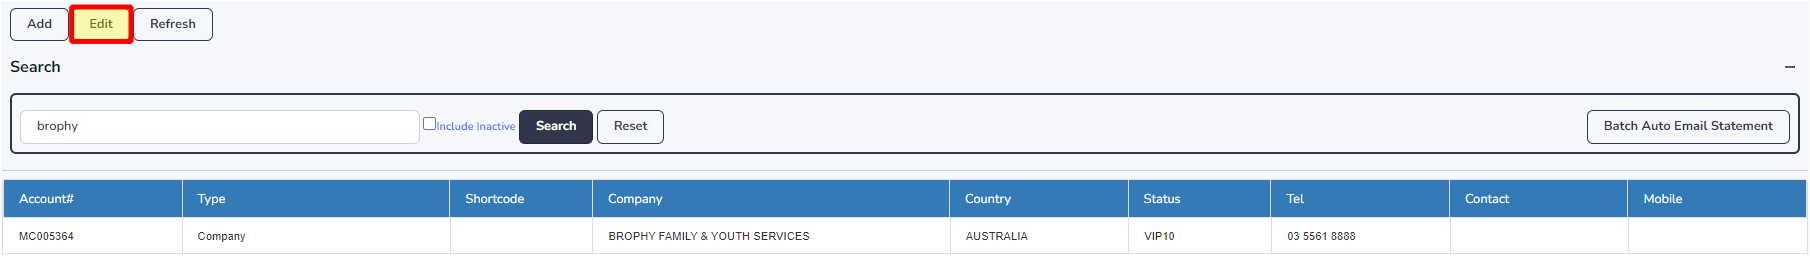 Add Edit Refresh
Search
brophy Include Inactive Search Reset Batch Auto Email Statement
Account# Type Shortcode Company Country Status Tel Contact Mobile
MC005364 Company BROPHY FAMILY & YOUTH SERVICES AUSTRALIA VIP10 03 5561 8888